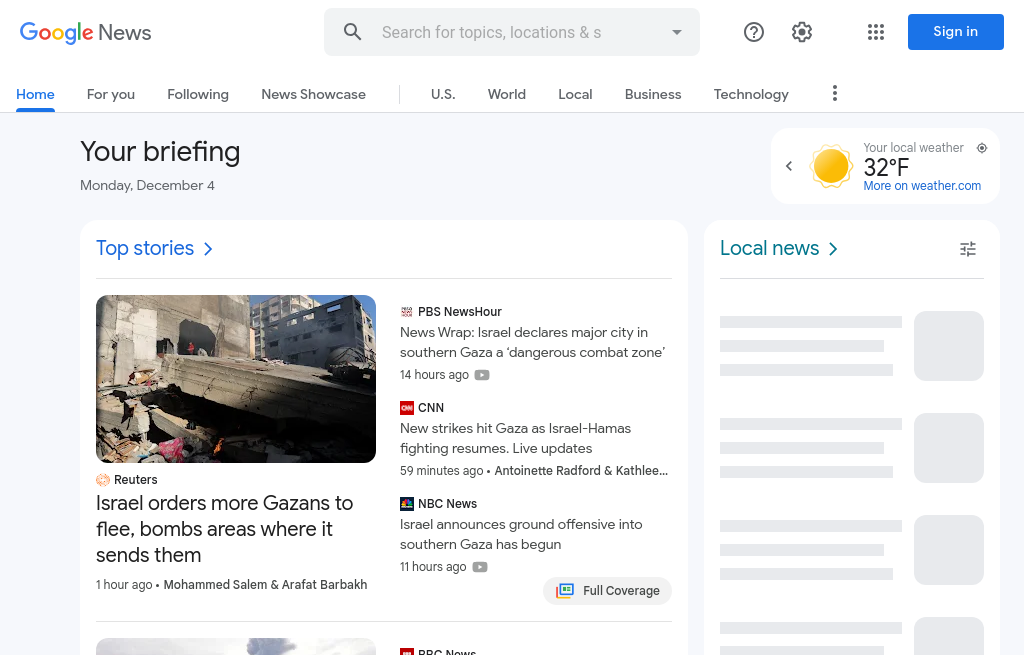 Google News
Search for topics, locations & s
Sign in
Home
For you
Following
News Showcase
U.S.
World
Local
Business
Technology
Your briefing
Monday, December 4
Your local weather
32°F
More on weather.com
Top stories
Reuters
Israel orders more Gazans to
flee, bombs areas where it
sends them
1 hour ago • Mohammed Salem & Arafat Barbakh
PBS NewsHour
News Wrap: Israel declares major city in
southern Gaza a ‘dangerous combat zone’
14 hours ago
CNN
New strikes hit Gaza as Israel-Hamas
fighting resumes. Live updates
59 minutes ago • Antoinette Radford & Kathlee...
NBC News
Israel announces ground offensive into
southern Gaza has begun
11 hours ago
Full Coverage
BBC News
Local news